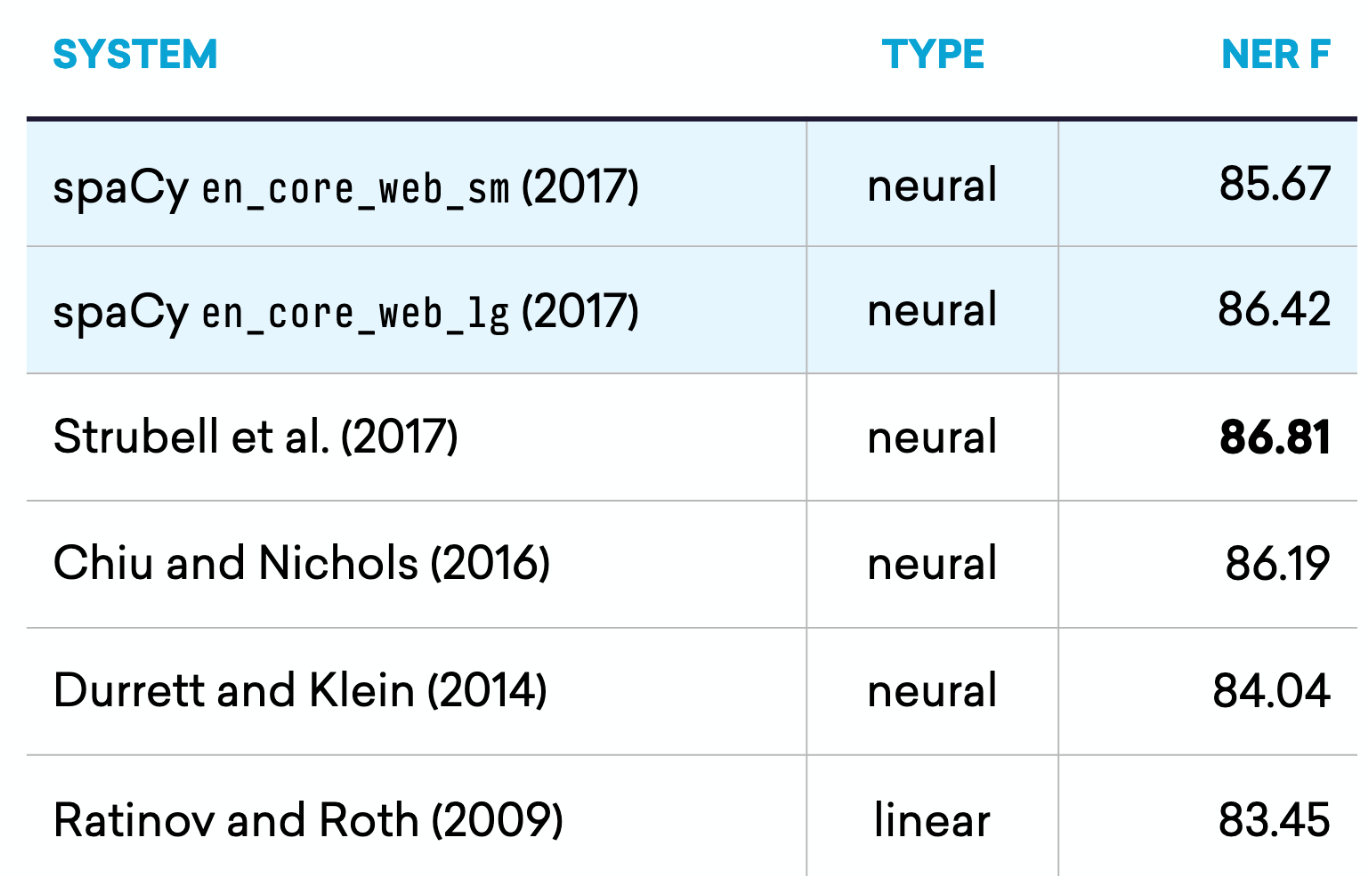 SYSTEM TYPE NER F
spaCy en_core_web_sm (2017) neural 85.67
spaCy en_core_web_lg (2017) neural 86.42
Strubell et al. (2017) neural 86.81
Chiu and Nichols (2016) neural 86.19
Durrett and Klein (2014) neural 84.04
Ratinov and Roth (2009) linear 83.45